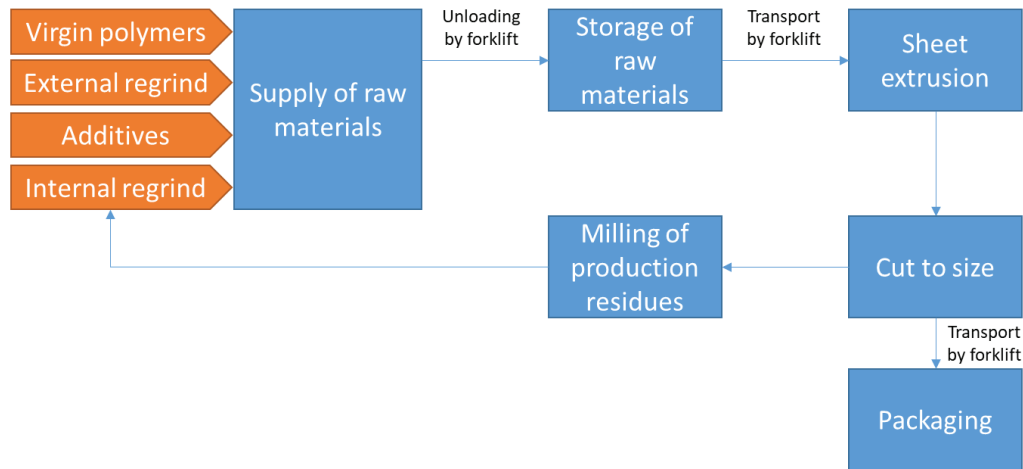 Virgin polymers
External regrind
Additives
Internal regrind
Supply of raw
materials
Unloading
by forklift
Storage of
raw
materials
Transport
by forklift
Sheet
extrusion
Milling of
production
residues
Cut to size
Transport
by forklift
Packaging